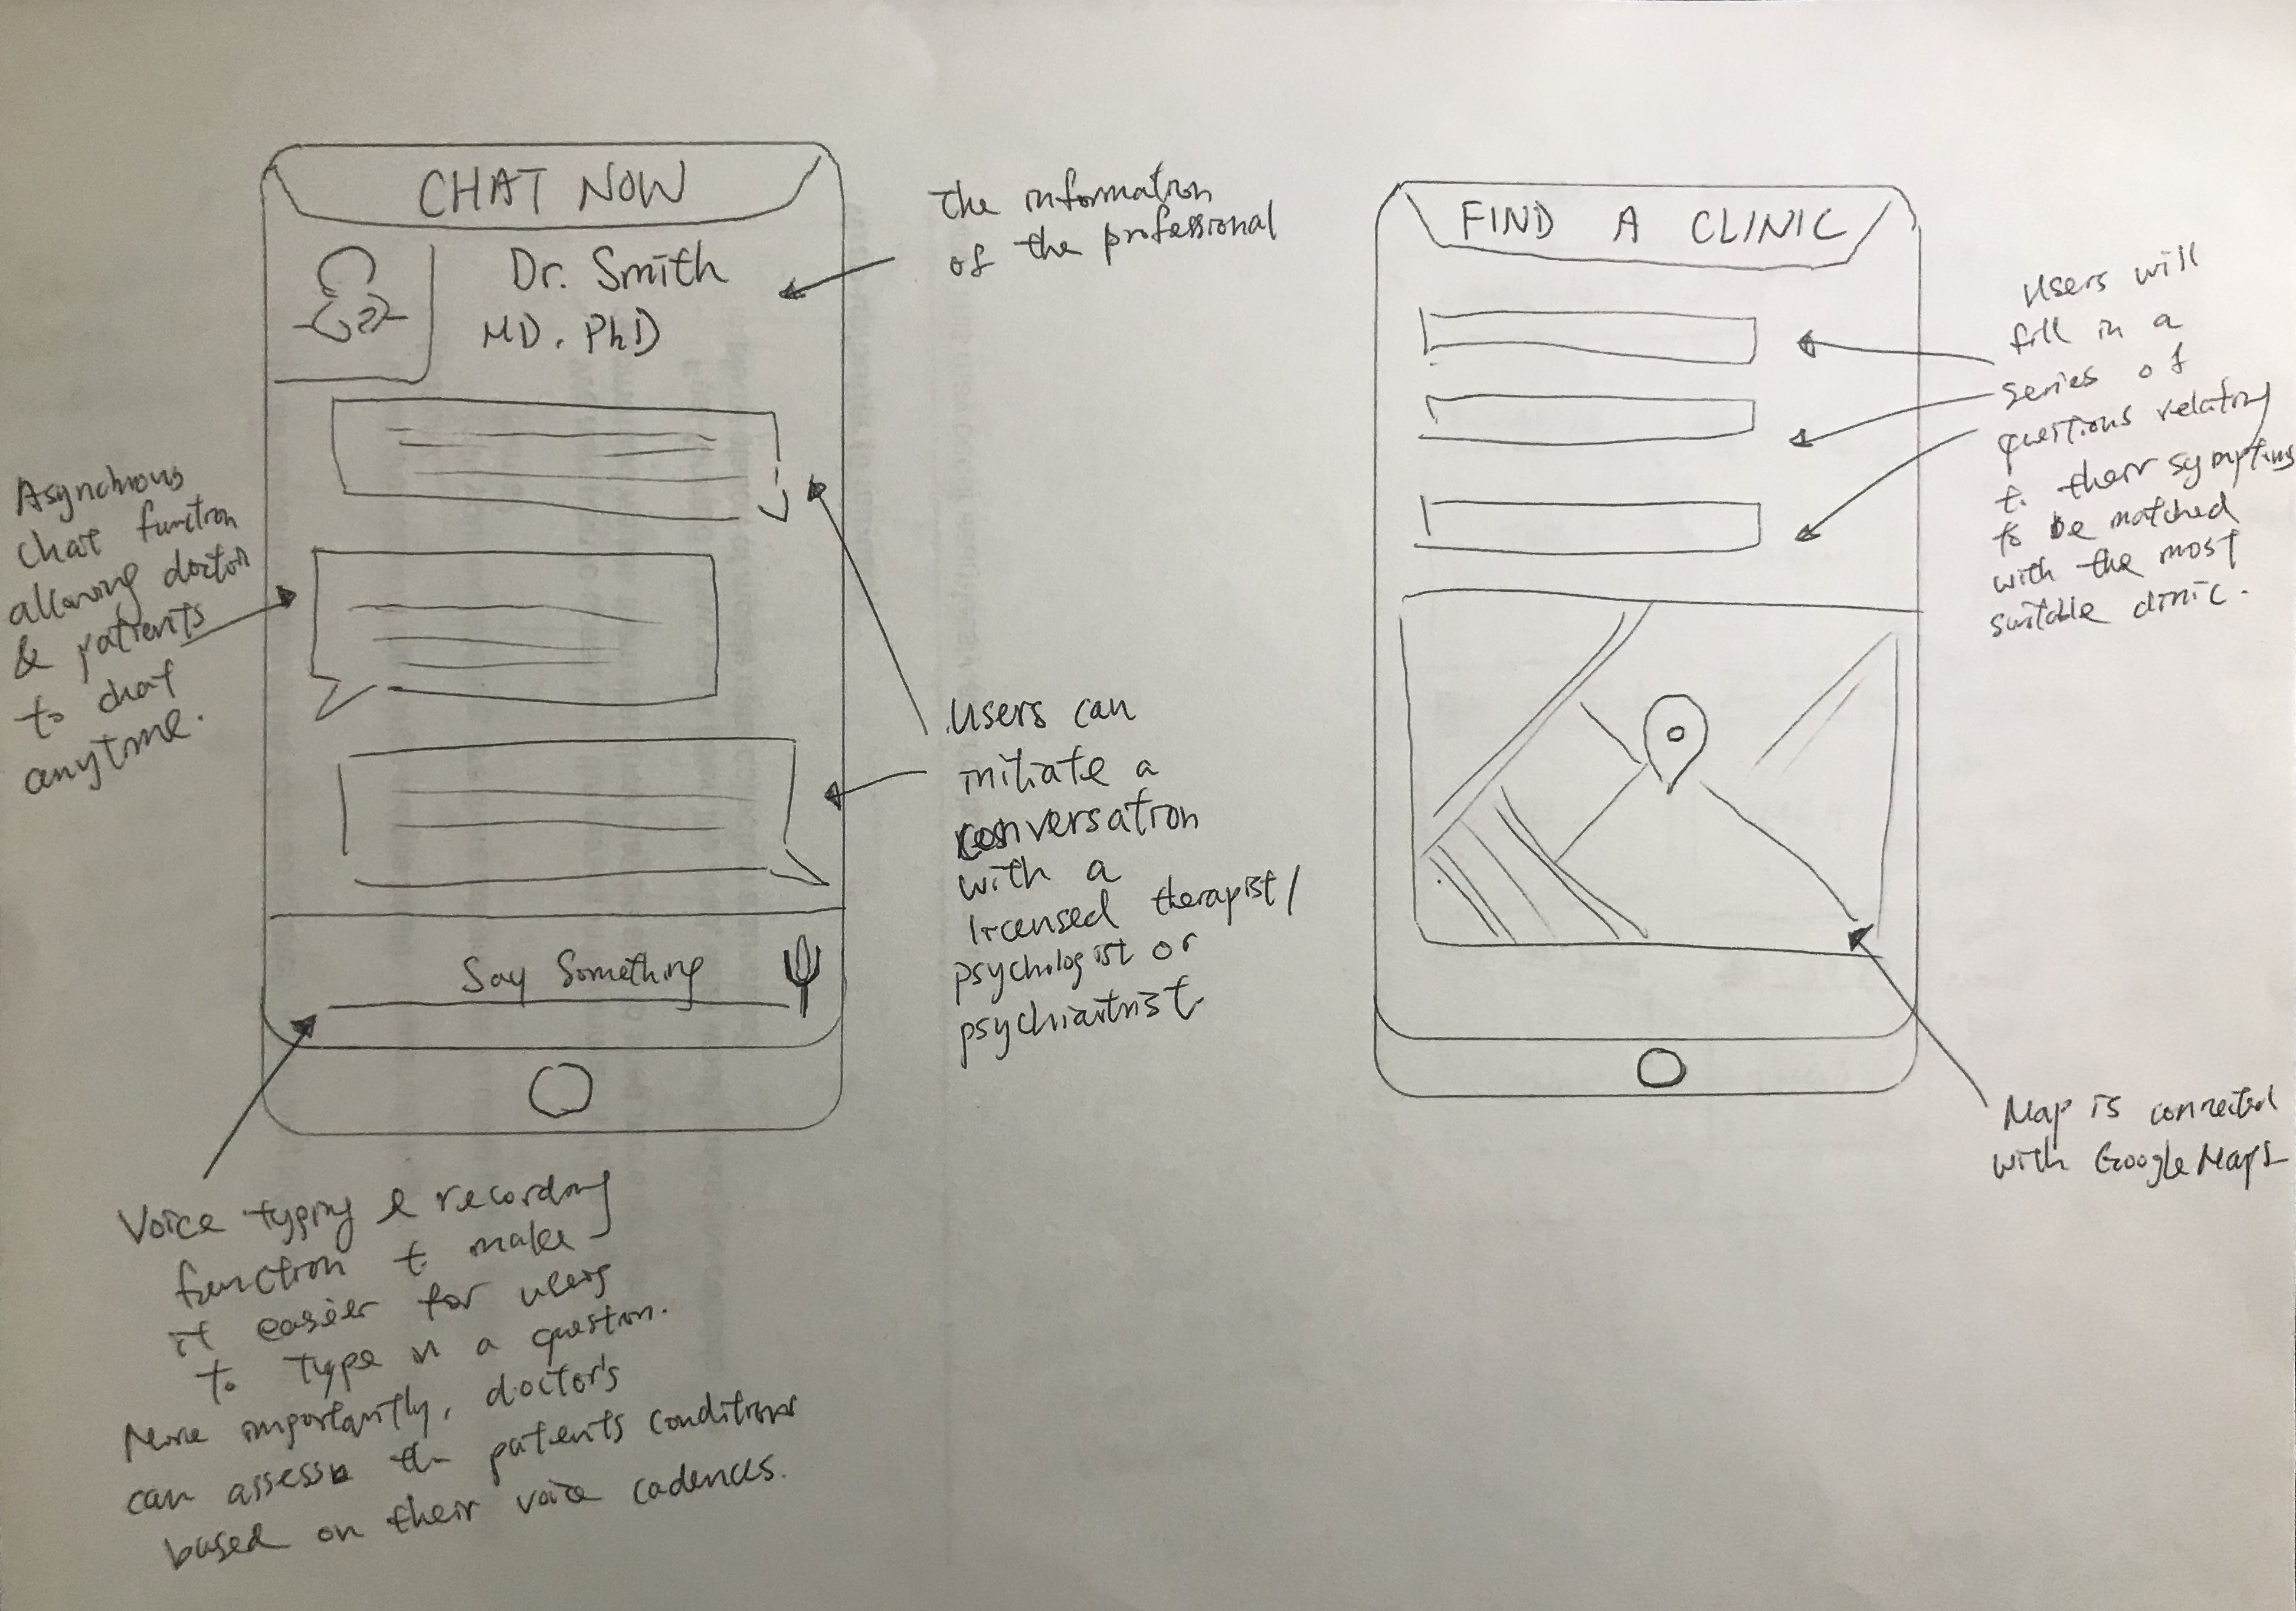 CHAT NOW
Dr. Smith
MD. PhD
Say Something
the information
of the professional
Asynchrous
chat function
allowing doctor
& patients
to chat
anytime.
Users can
initiate a
conversation
with a
licensed therapist/
psychologist or
psychiatrist
Voice typing & recording
function to make
it easier for users
to type in a question.
More importantly, doctor's
can assess the patients conditions
based on their voice cadences.
FIND A CLINIC
Users will
fill in a
series of
questions relating
to their symptoms
to be matched
with the most
suitable clinic.
Map is connected
with Google Maps